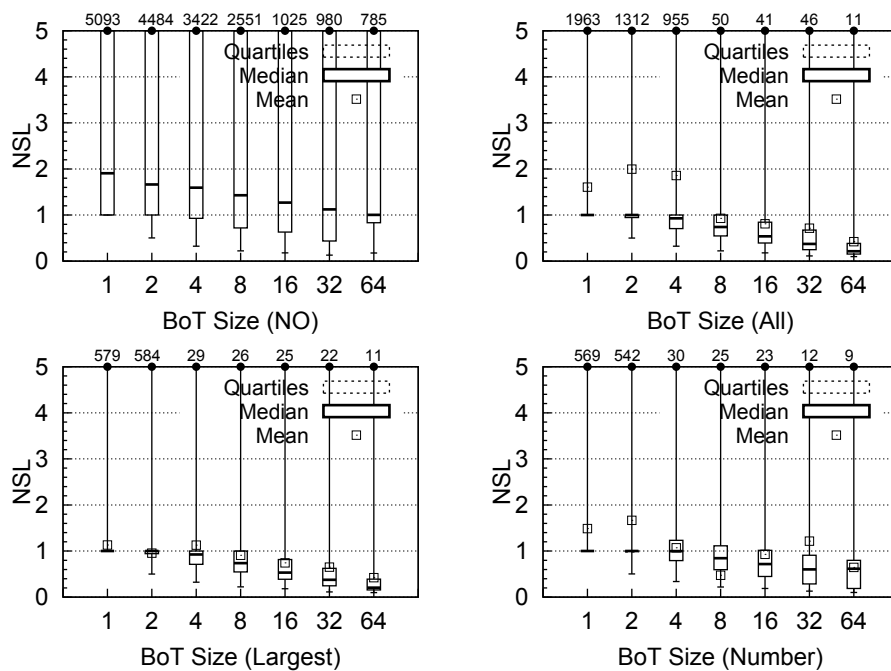 5093 4484 3422 2551 1025 980 785
5
4
3
2
1
0
NSL
Quartiles
Median
Mean
1 2 4 8 16 32 64
BoT Size (NO)
1963 1312 955 50 41 46 11
5
4
3
2
1
0
NSL
Quartiles
Median
Mean
1 2 4 8 16 32 64
BoT Size (All)
579 584 29 26 25 22 11
5
4
3
2
1
0
NSL
Quartiles
Median
Mean
1 2 4 8 16 32 64
BoT Size (Largest)
569 542 30 25 23 12 9
5
4
3
2
1
0
NSL
Quartiles
Median
Mean
1 2 4 8 16 32 64
BoT Size (Number)